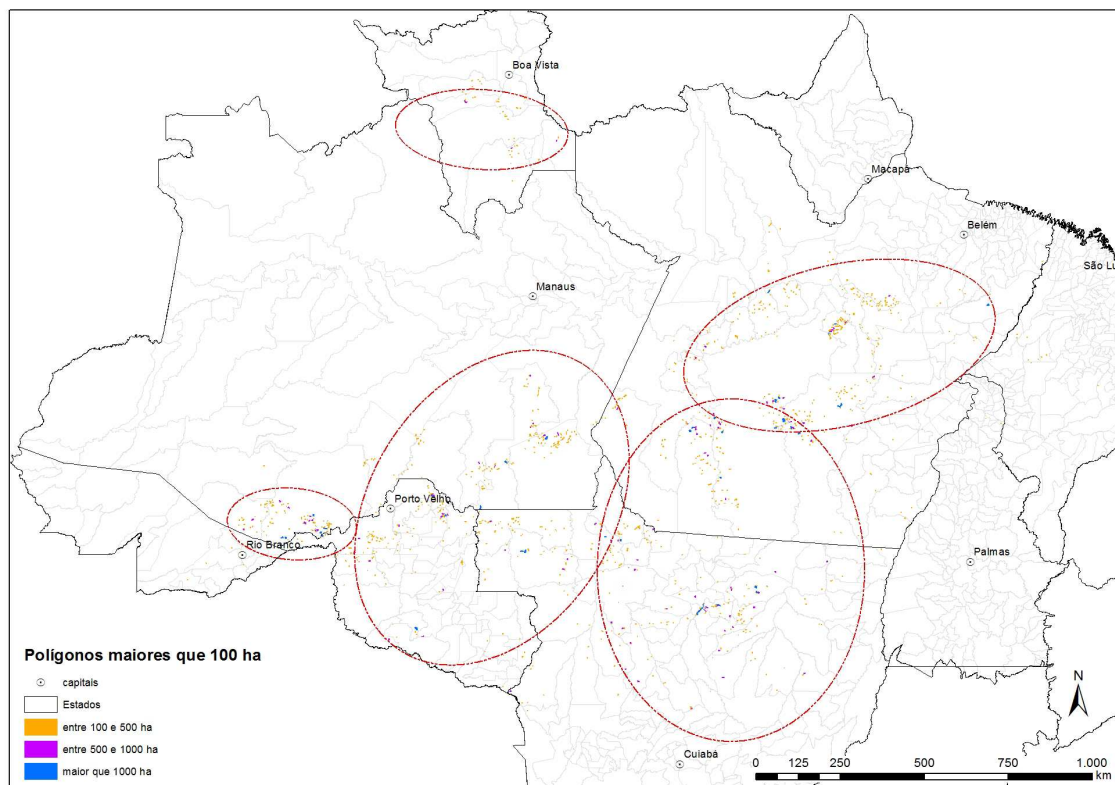 Boa Vista
Macapá
Belém
São Lu
Manaus
Porto Velho
Rio Branco
Palmas
Cuiabá
Polígonos maiores que 100 ha
capitais
Estados
entre 100 e 500 ha
entre 500 e 1000 ha
maior que 1000 ha
N
0 125 250 500 750 1.000
km